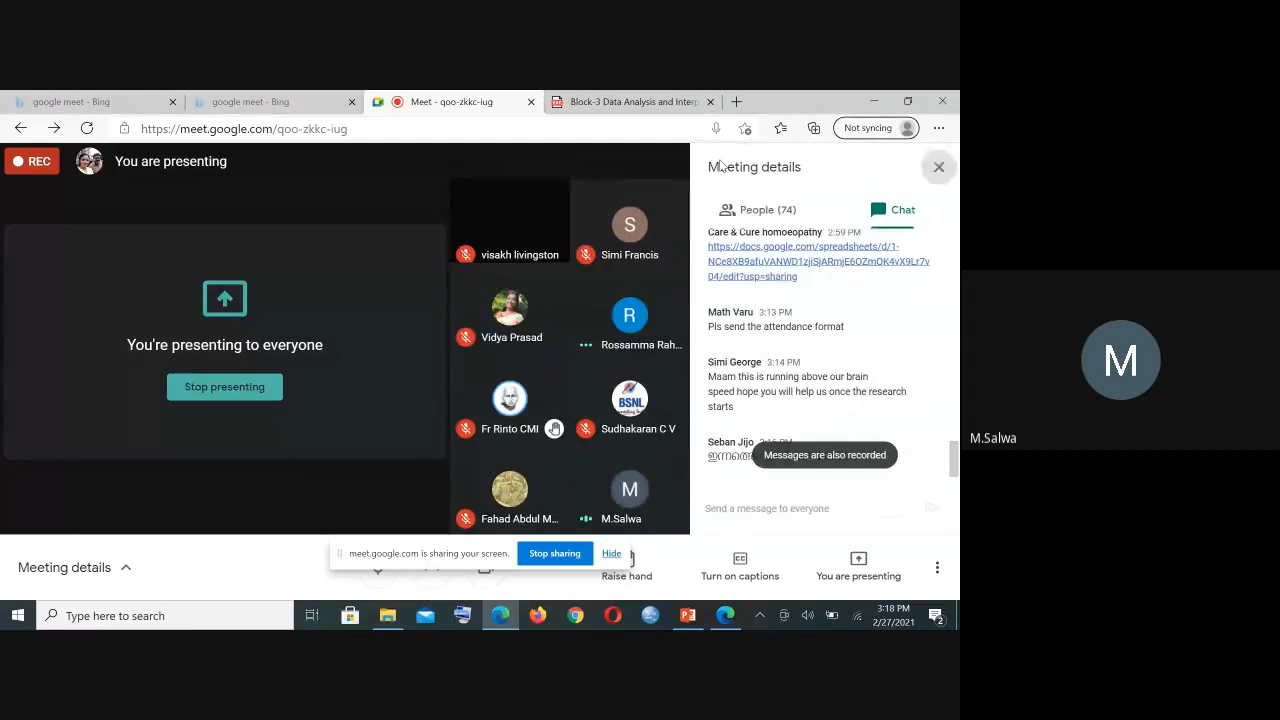 google meet - Bing
google meet - Bing
Meet - qoo-zkkc-iug
Block-3 Data Analysis and Interp
https://meet.google.com/qoo-zkkc-iug
Not syncing
REC
You are presenting
You're presenting to everyone
Stop presenting
visakh livingston
S
Simi Francis
Vidya Prasad
R
Rossamma Rah...
Fr Rinto CMI
BSNL
Sudhakaran C V
Fahad Abdul M...
M
M.Salwa
Meeting details
People (74)
Chat
Care & Cure homoeopathy 2:59 PM
https://docs.google.com/spreadsheets/d/1-
NCe8XB9afuVANWD1zjiSjARmjE6OZmOK4vX9Lr7v
04/edit?usp=sharing
Math Varu 3:13 PM
Pls send the attendance format
Simi George 3:14 PM
Maam this is running above our brain
speed hope you will help us once the research
starts
Seban Jijo
Messages are also recorded
Send a message to everyone
meet.google.com is sharing your screen.
Stop sharing
Hide
Meeting details
Raise hand
Turn on captions
You are presenting
Type here to search
3:18 PM
2/27/2021
2
M
M.Salwa